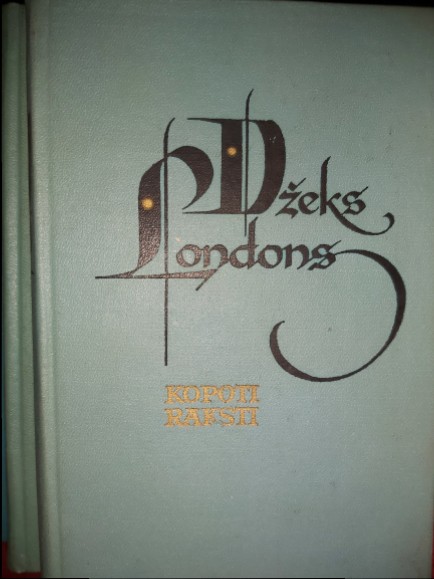 Džeks
Londons
KOPOTI
RAKSTI